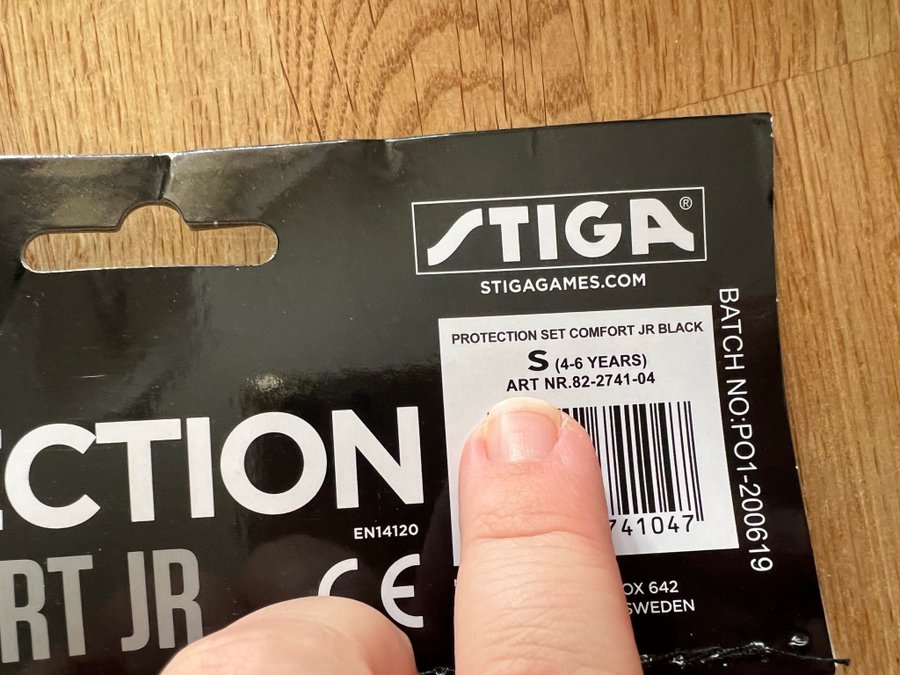 STIGA®
STIGAGAMES.COM
PROTECTION SET COMFORT JR BLACK
S (4-6 YEARS)
ART NR.82-2741-04
741047
BATCH NO:PO1-200619
ECTION
EN14120
RT JR
CE
OX 642
SWEDEN